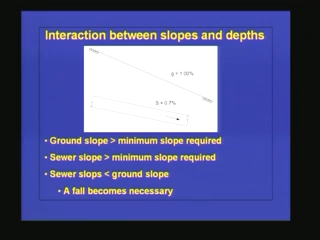 Interaction between slopes and depths
g = 1.00%
S = 0.7%
• Ground slope > minimum slope required
• Sewer slope > minimum slope required
• Sewer slops < ground slope
• A fall becomes necessary